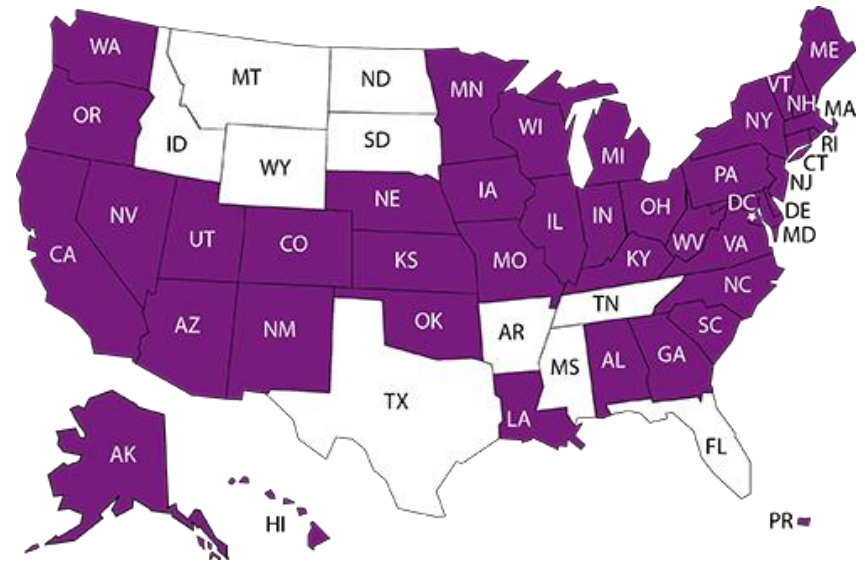 WA
MT
ND
MN
ME
VT
NH
MA
OR
ID
SD
WI
NY
RI
CT
WY
MI
PA
NJ
NE
IA
DC
DE
MD
NV
UT
CO
IL
IN
OH
WV
VA
CA
KS
MO
KY
NC
AZ
NM
OK
AR
TN
SC
MS
AL
GA
TX
LA
FL
AK
HI
PR